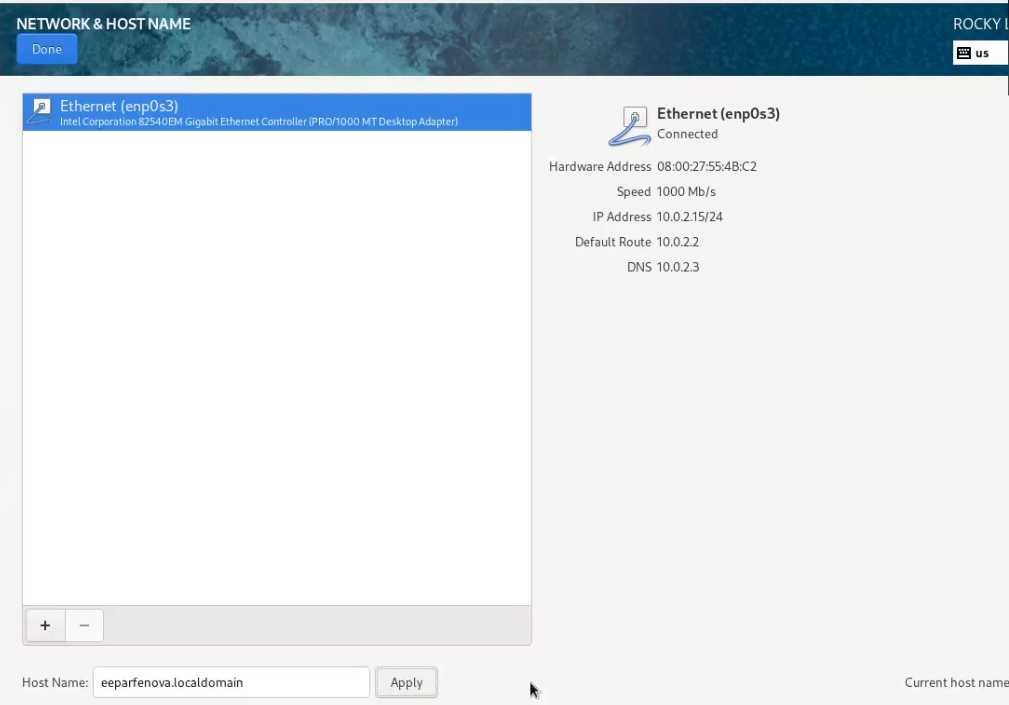 NETWORK & HOST NAME
ROCKY
Done
us
Ethernet (enp0s3)
Intel Corporation 82540EM Gigabit Ethernet Controller (PRO/1000 MT Desktop Adapter)
Ethernet (enp0s3)
Connected
Hardware Address 08:00:27:55:4B:C2
Speed 1000 Mb/s
IP Address 10.0.2.15/24
Default Route 10.0.2.2
DNS 10.0.2.3
+ −
Host Name: eeparfenova.localdomain Apply Current host name